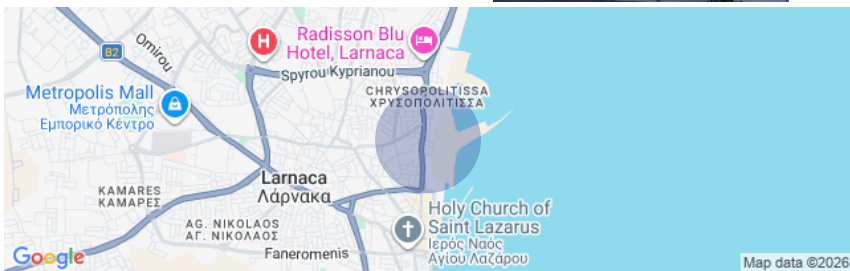 Omirou
B2
H
Radisson Blu
Hotel, Larnaca
Spyrou Kyprianou
CHRYSOPOLITISSA
ΧΡΥΣΟΠΟΛΙΤΙΣΣΑ
Metropolis Mall
Μετρόπολης
Εμπορικό Κέντρο
Larnaca
Λάρνακα
KAMARES
ΚΑΜΑΡΕΣ
AG. NIKOLAOS
ΑΓ. ΝΙΚΟΛΑΟΣ
Faneromenis
Holy Church of
Saint Lazarus
Ιερός Ναός
Αγίου Λαζάρου
Google
Map data ©2026